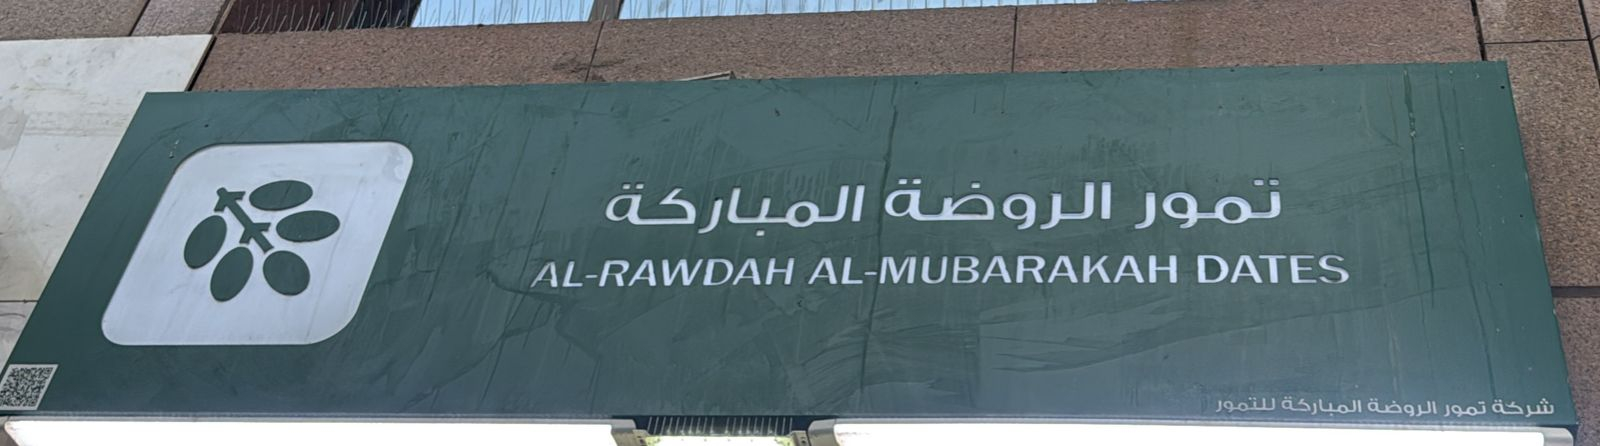 تمور الروضة المباركة
AL-RAWDAH AL-MUBARAKAH DATES
شركة تمور الروضة المباركة للتمور